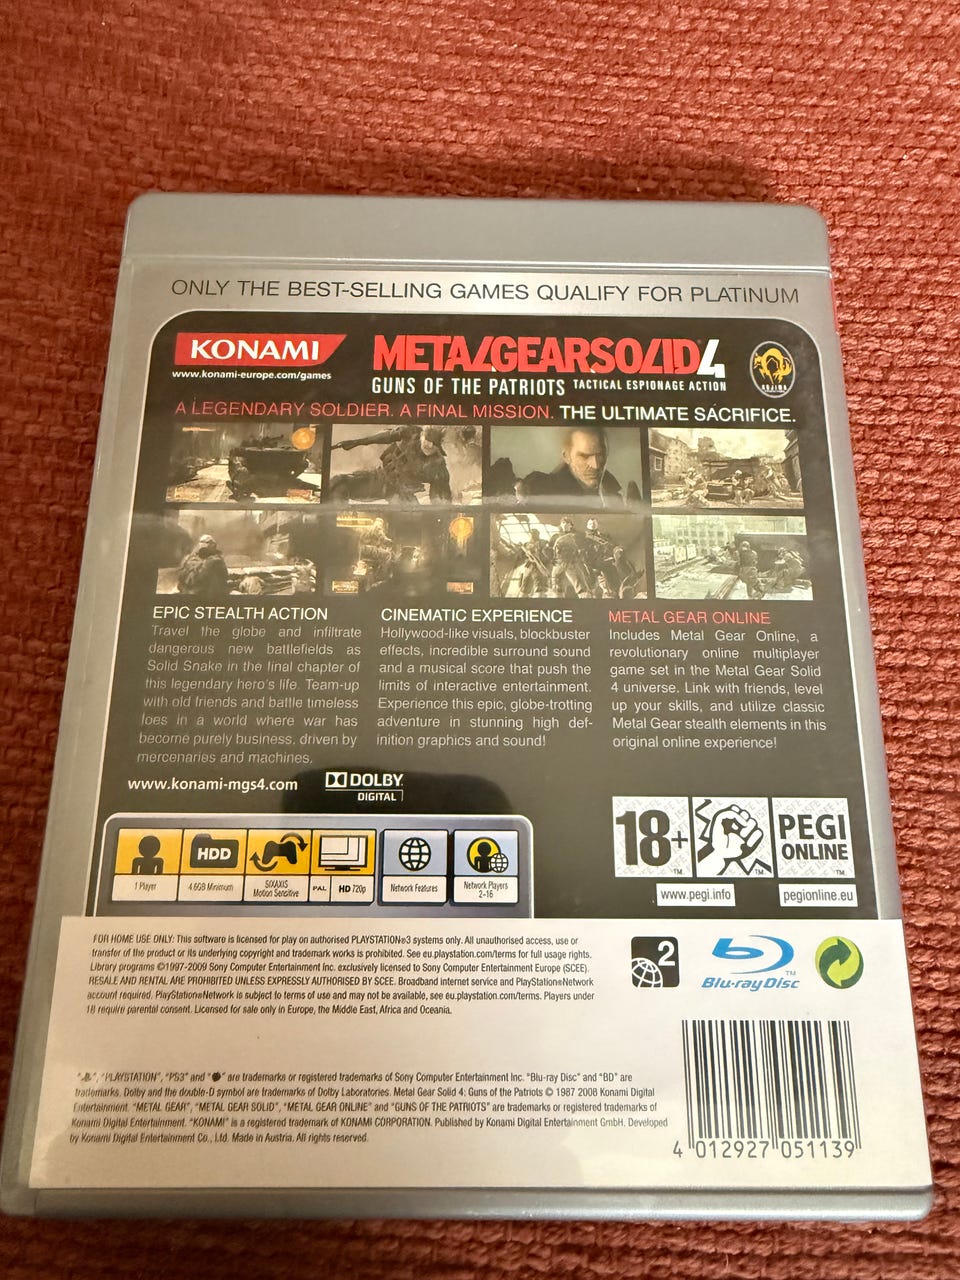 ONLY THE BEST-SELLING GAMES QUALIFY FOR PLATINUM
KONAMI
www.konami-europe.com/games
METAL GEAR SOLID 4
GUNS OF THE PATRIOTS TACTICAL ESPIONAGE ACTION
KOJIMA
A LEGENDARY SOLDIER. A FINAL MISSION. THE ULTIMATE SACRIFICE.
EPIC STEALTH ACTION
Travel the globe and infiltrate
dangerous new battlefields as
Solid Snake in the final chapter of
this legendary hero's life. Team-up
with old friends and battle timeless
foes in a world where war has
become purely business, driven by
mercenaries and machines.
CINEMATIC EXPERIENCE
Hollywood-like visuals, blockbuster
effects, incredible surround sound
and a musical score that push the
limits of interactive entertainment.
Experience this epic, globe-trotting
adventure in stunning high def-
inition graphics and sound!
METAL GEAR ONLINE
Includes Metal Gear Online, a
revolutionary online multiplayer
game set in the Metal Gear Solid
4 universe. Link with friends, level
up your skills, and utilize classic
Metal Gear stealth elements in this
original online experience!
www.konami-mgs4.com
DOLBY
DIGITAL
HDD
1 Player
4.6GB Minimum
SIXAXIS
Motion Sensitive
PAL
HD 720p
Network Features
Network Players
2-16
18+
™
™
PEGI
ONLINE
™
www.pegi.info
pegionline.eu
FOR HOME USE ONLY: This software is licensed for play on authorised PLAYSTATION®3 systems only. All unauthorised access, use or
transfer of the product or its underlying copyright and trademark works is prohibited. See eu.playstation.com/terms for full usage rights.
Library programs ©1997-2009 Sony Computer Entertainment Inc. exclusively licensed to Sony Computer Entertainment Europe (SCEE).
RESALE AND RENTAL ARE PROHIBITED UNLESS EXPRESSLY AUTHORISED BY SCEE. Broadband internet service and PlayStation®Network
account required. PlayStation®Network is subject to terms of use and may not be available, see eu.playstation.com/terms. Players under
18 require parental consent. Licensed for sale only in Europe, the Middle East, Africa and Oceania.
2
Blu-ray Disc
™
" ", "PLAYSTATION", "PS3" and " " are trademarks or registered trademarks of Sony Computer Entertainment Inc. "Blu-ray Disc" and "BD" are
trademarks. Dolby and the double-D symbol are trademarks of Dolby Laboratories. Metal Gear Solid 4: Guns of the Patriots © 1987 2008 Konami Digital
Entertainment. "METAL GEAR", "METAL GEAR SOLID", "METAL GEAR ONLINE" and "GUNS OF THE PATRIOTS" are trademarks or registered trademarks of
Konami Digital Entertainment. "KONAMI" is a registered trademark of KONAMI CORPORATION. Published by Konami Digital Entertainment GmbH. Developed
by Konami Digital Entertainment Co., Ltd. Made in Austria. All rights reserved.
4 012927 051139